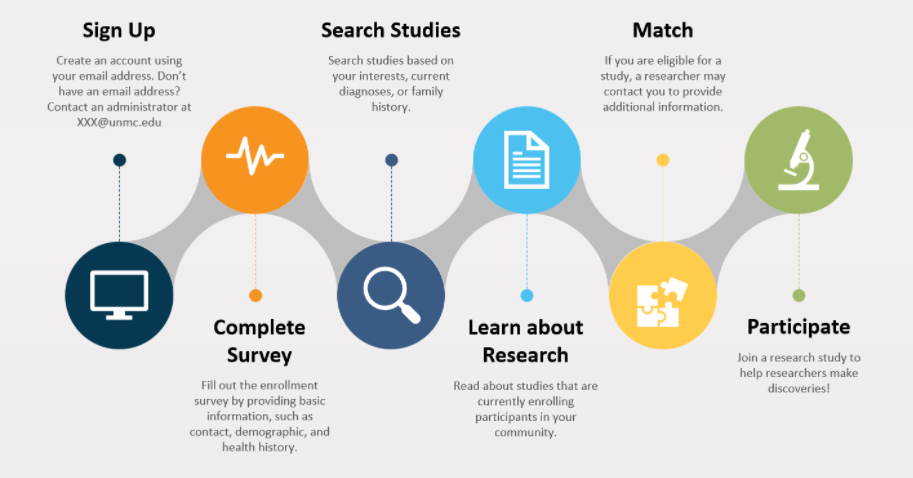 Sign Up
Create an account using
your email address. Don’t
have an email address?
Contact an administrator at
XXX@unmc.edu
Complete
Survey
Fill out the enrollment
survey by providing basic
information, such as
contact, demographic, and
health history.
Search Studies
Search studies based on
your interests, current
diagnoses, or family
history.
Learn about
Research
Read about studies that are
currently enrolling
participants in your
community.
Match
If you are eligible for a
study, a researcher may
contact you to provide
additional information.
Participate
Join a research study to
help researchers make
discoveries!